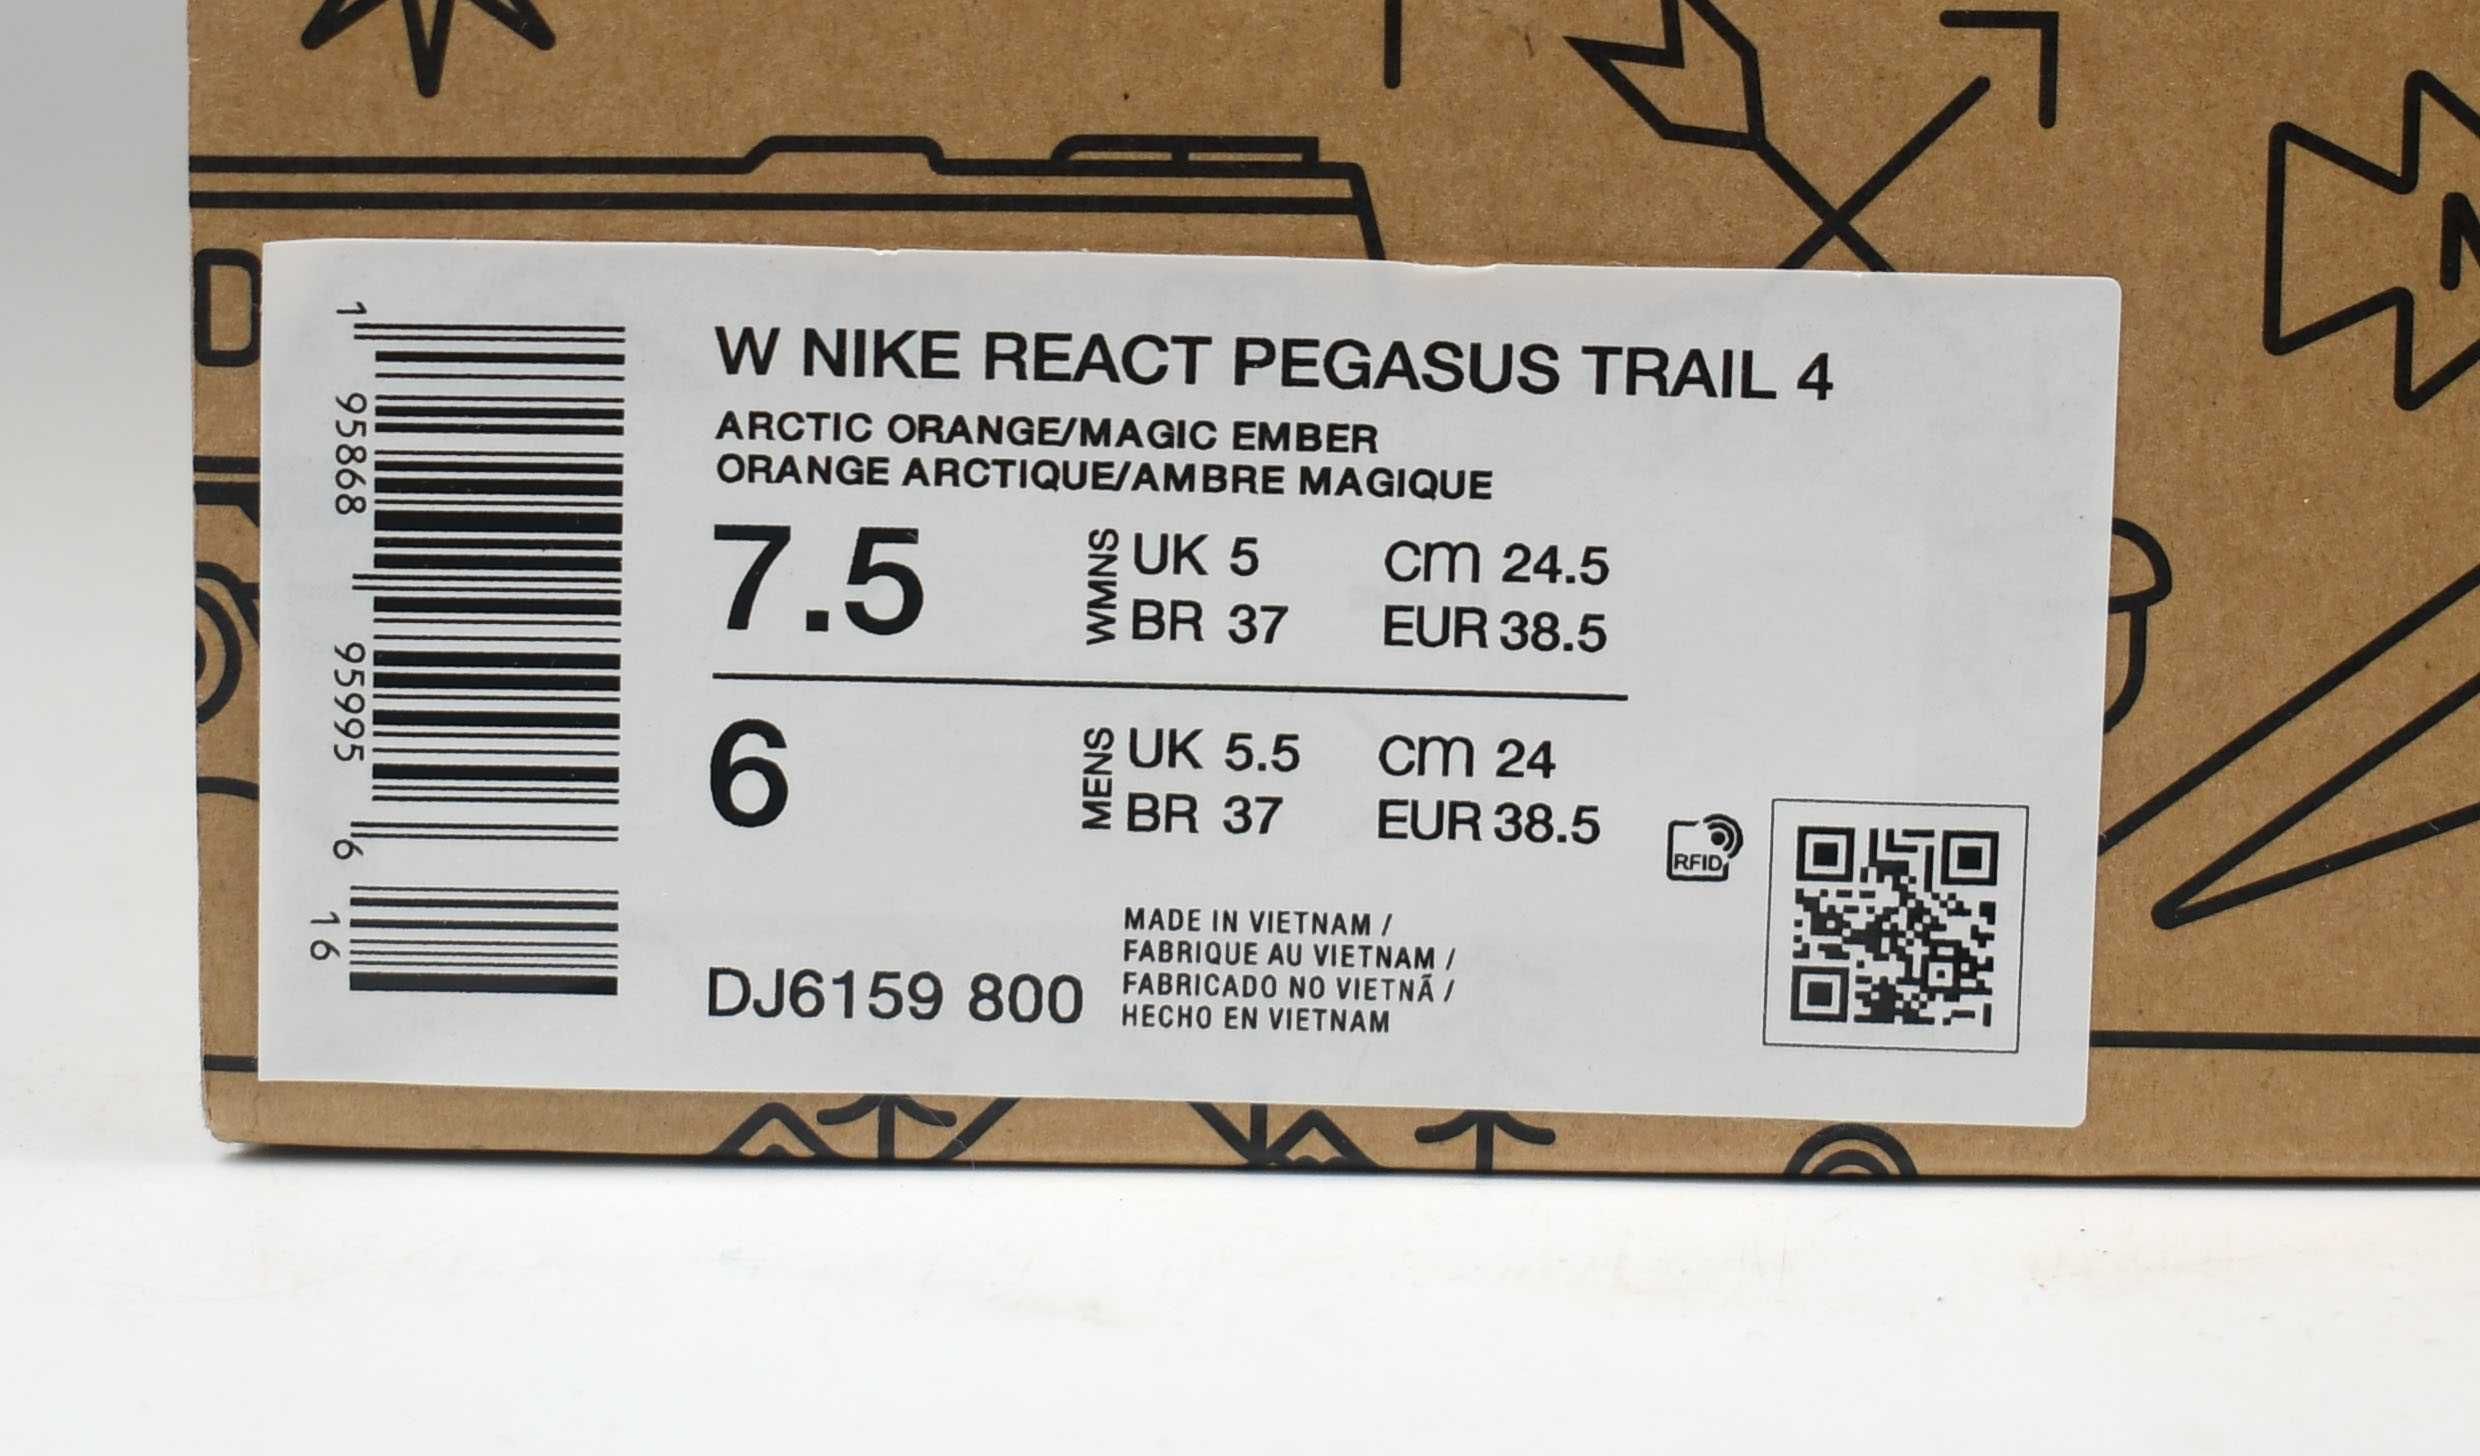 W NIKE REACT PEGASUS TRAIL 4
ARCTIC ORANGE/MAGIC EMBER
ORANGE ARCTIQUE/AMBRE MAGIQUE
7.5 WMNS UK 5 cm 24.5
BR 37 EUR 38.5
6 MENS UK 5.5 cm 24
BR 37 EUR 38.5
RFID
MADE IN VIETNAM /
FABRIQUE AU VIETNAM /
FABRICADO NO VIETNÃ /
HECHO EN VIETNAM
DJ6159 800
1 95868 95995 6 16